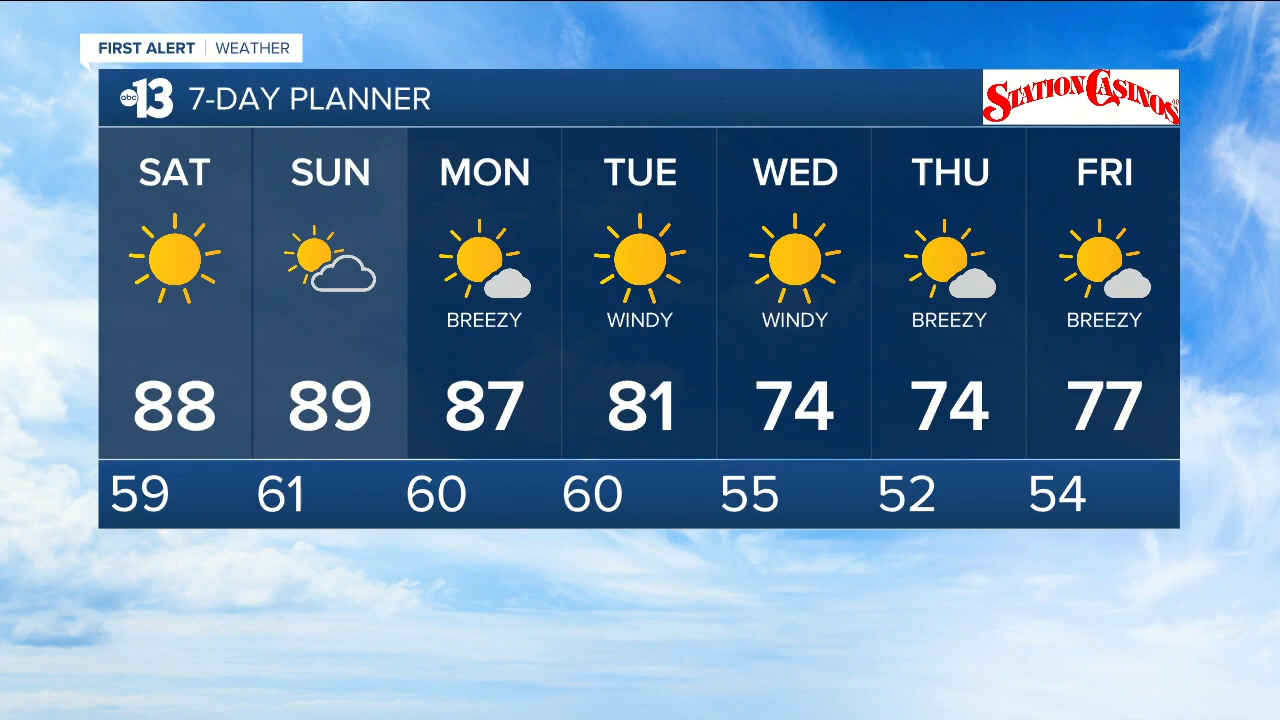 FIRST ALERT | WEATHER
abc 13 7-DAY PLANNER
STATION CASINOS
SAT SUN MON TUE WED THU FRI
BREEZY WINDY WINDY BREEZY BREEZY
88 89 87 81 74 74 77
59 61 60 60 55 52 54